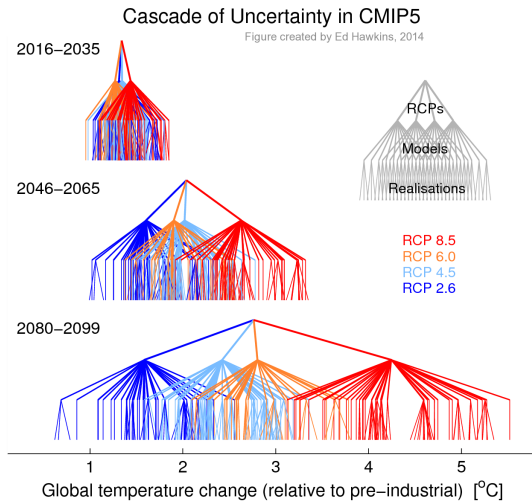 Cascade of Uncertainty in CMIP5
Figure created by Ed Hawkins, 2014
2016−2035
RCPs
Models
Realisations
2046−2065
RCP 8.5
RCP 6.0
RCP 4.5
RCP 2.6
2080−2099
1 2 3 4 5
Global temperature change (relative to pre−industrial) [°C]